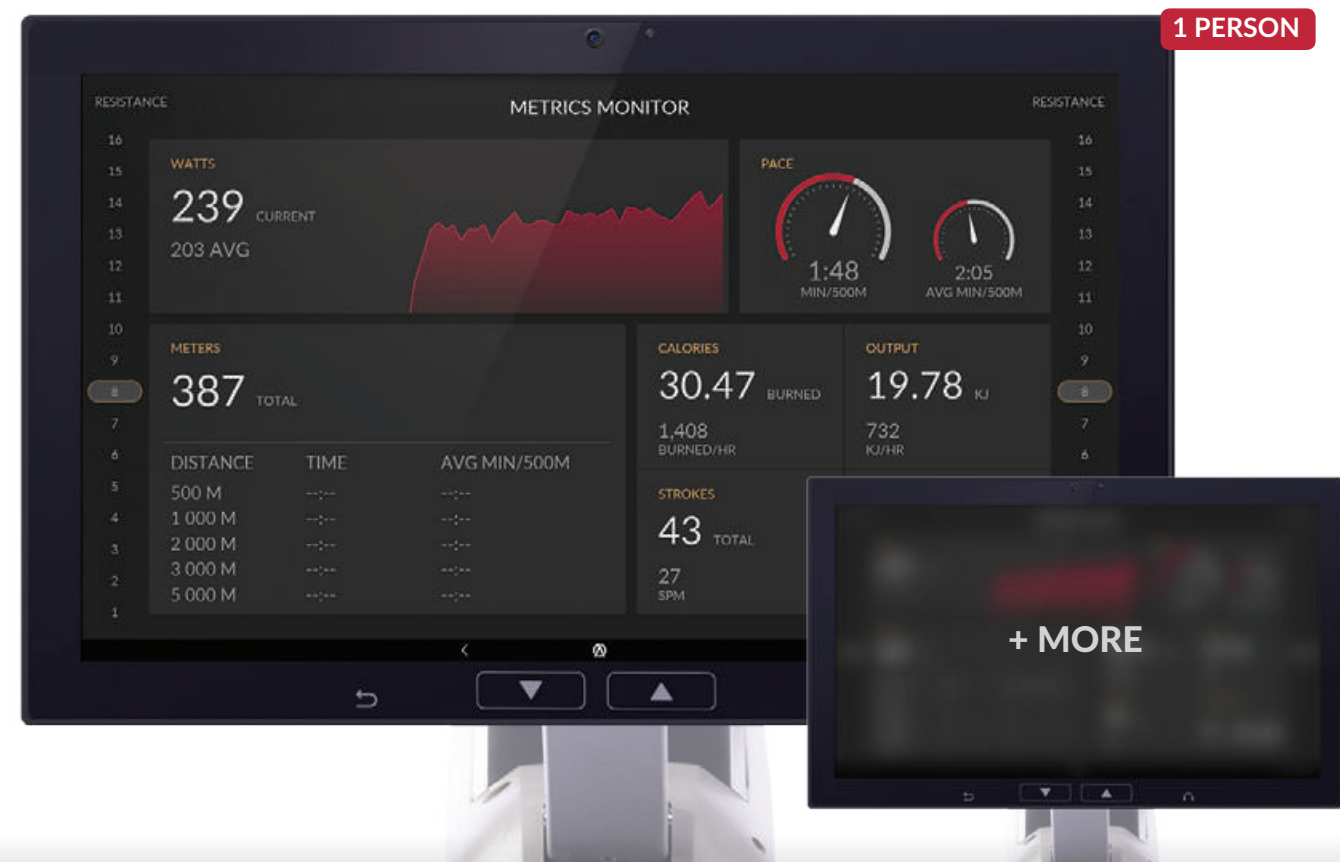 1 PERSON
RESISTANCE
METRICS MONITOR
RESISTANCE
16
15
14
13
12
11
10
9
8
7
6
5
4
3
2
1
WATTS
239 CURRENT
203 AVG
PACE
1:48
MIN/500M
2:05
AVG MIN/500M
METERS
387 TOTAL
DISTANCE TIME AVG MIN/500M
500 M --:-- --:--
1 000 M --:-- --:--
2 000 M --:-- --:--
3 000 M --:-- --:--
5 000 M --:-- --:--
CALORIES
30.47 BURNED
1,408
BURNED/HR
OUTPUT
19.78 KJ
732
KJ/HR
STROKES
43 TOTAL
27
SPM
16
15
14
13
12
11
10
9
8
7
6
+ MORE